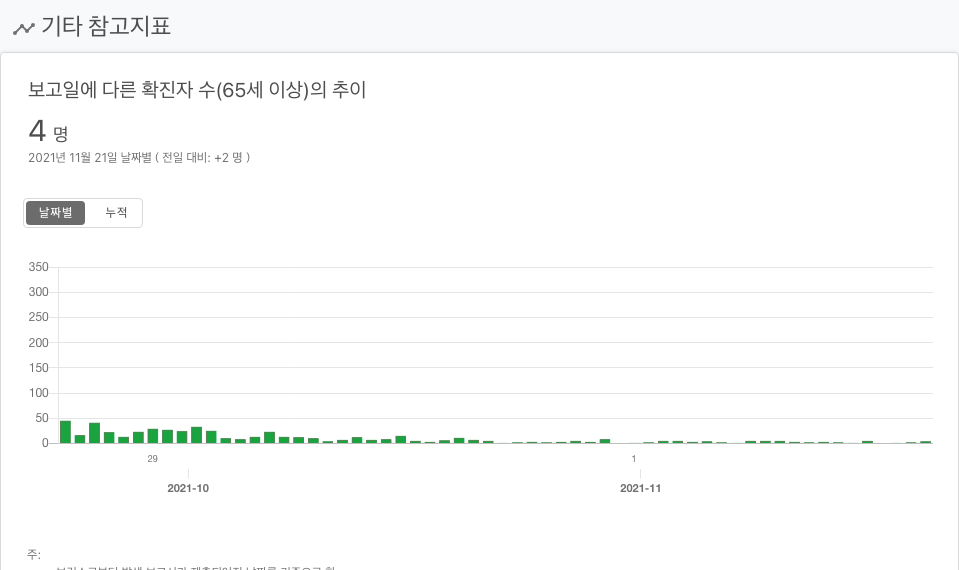 기타 참고지표
보고일에 다른 확진자 수(65세 이상)의 추이
4 명
2021년 11월 21일 날짜별 ( 전일 대비: +2 명 )
날짜별 누적
350
300
250
200
150
100
50
0
29 1
2021-10 2021-11
주: